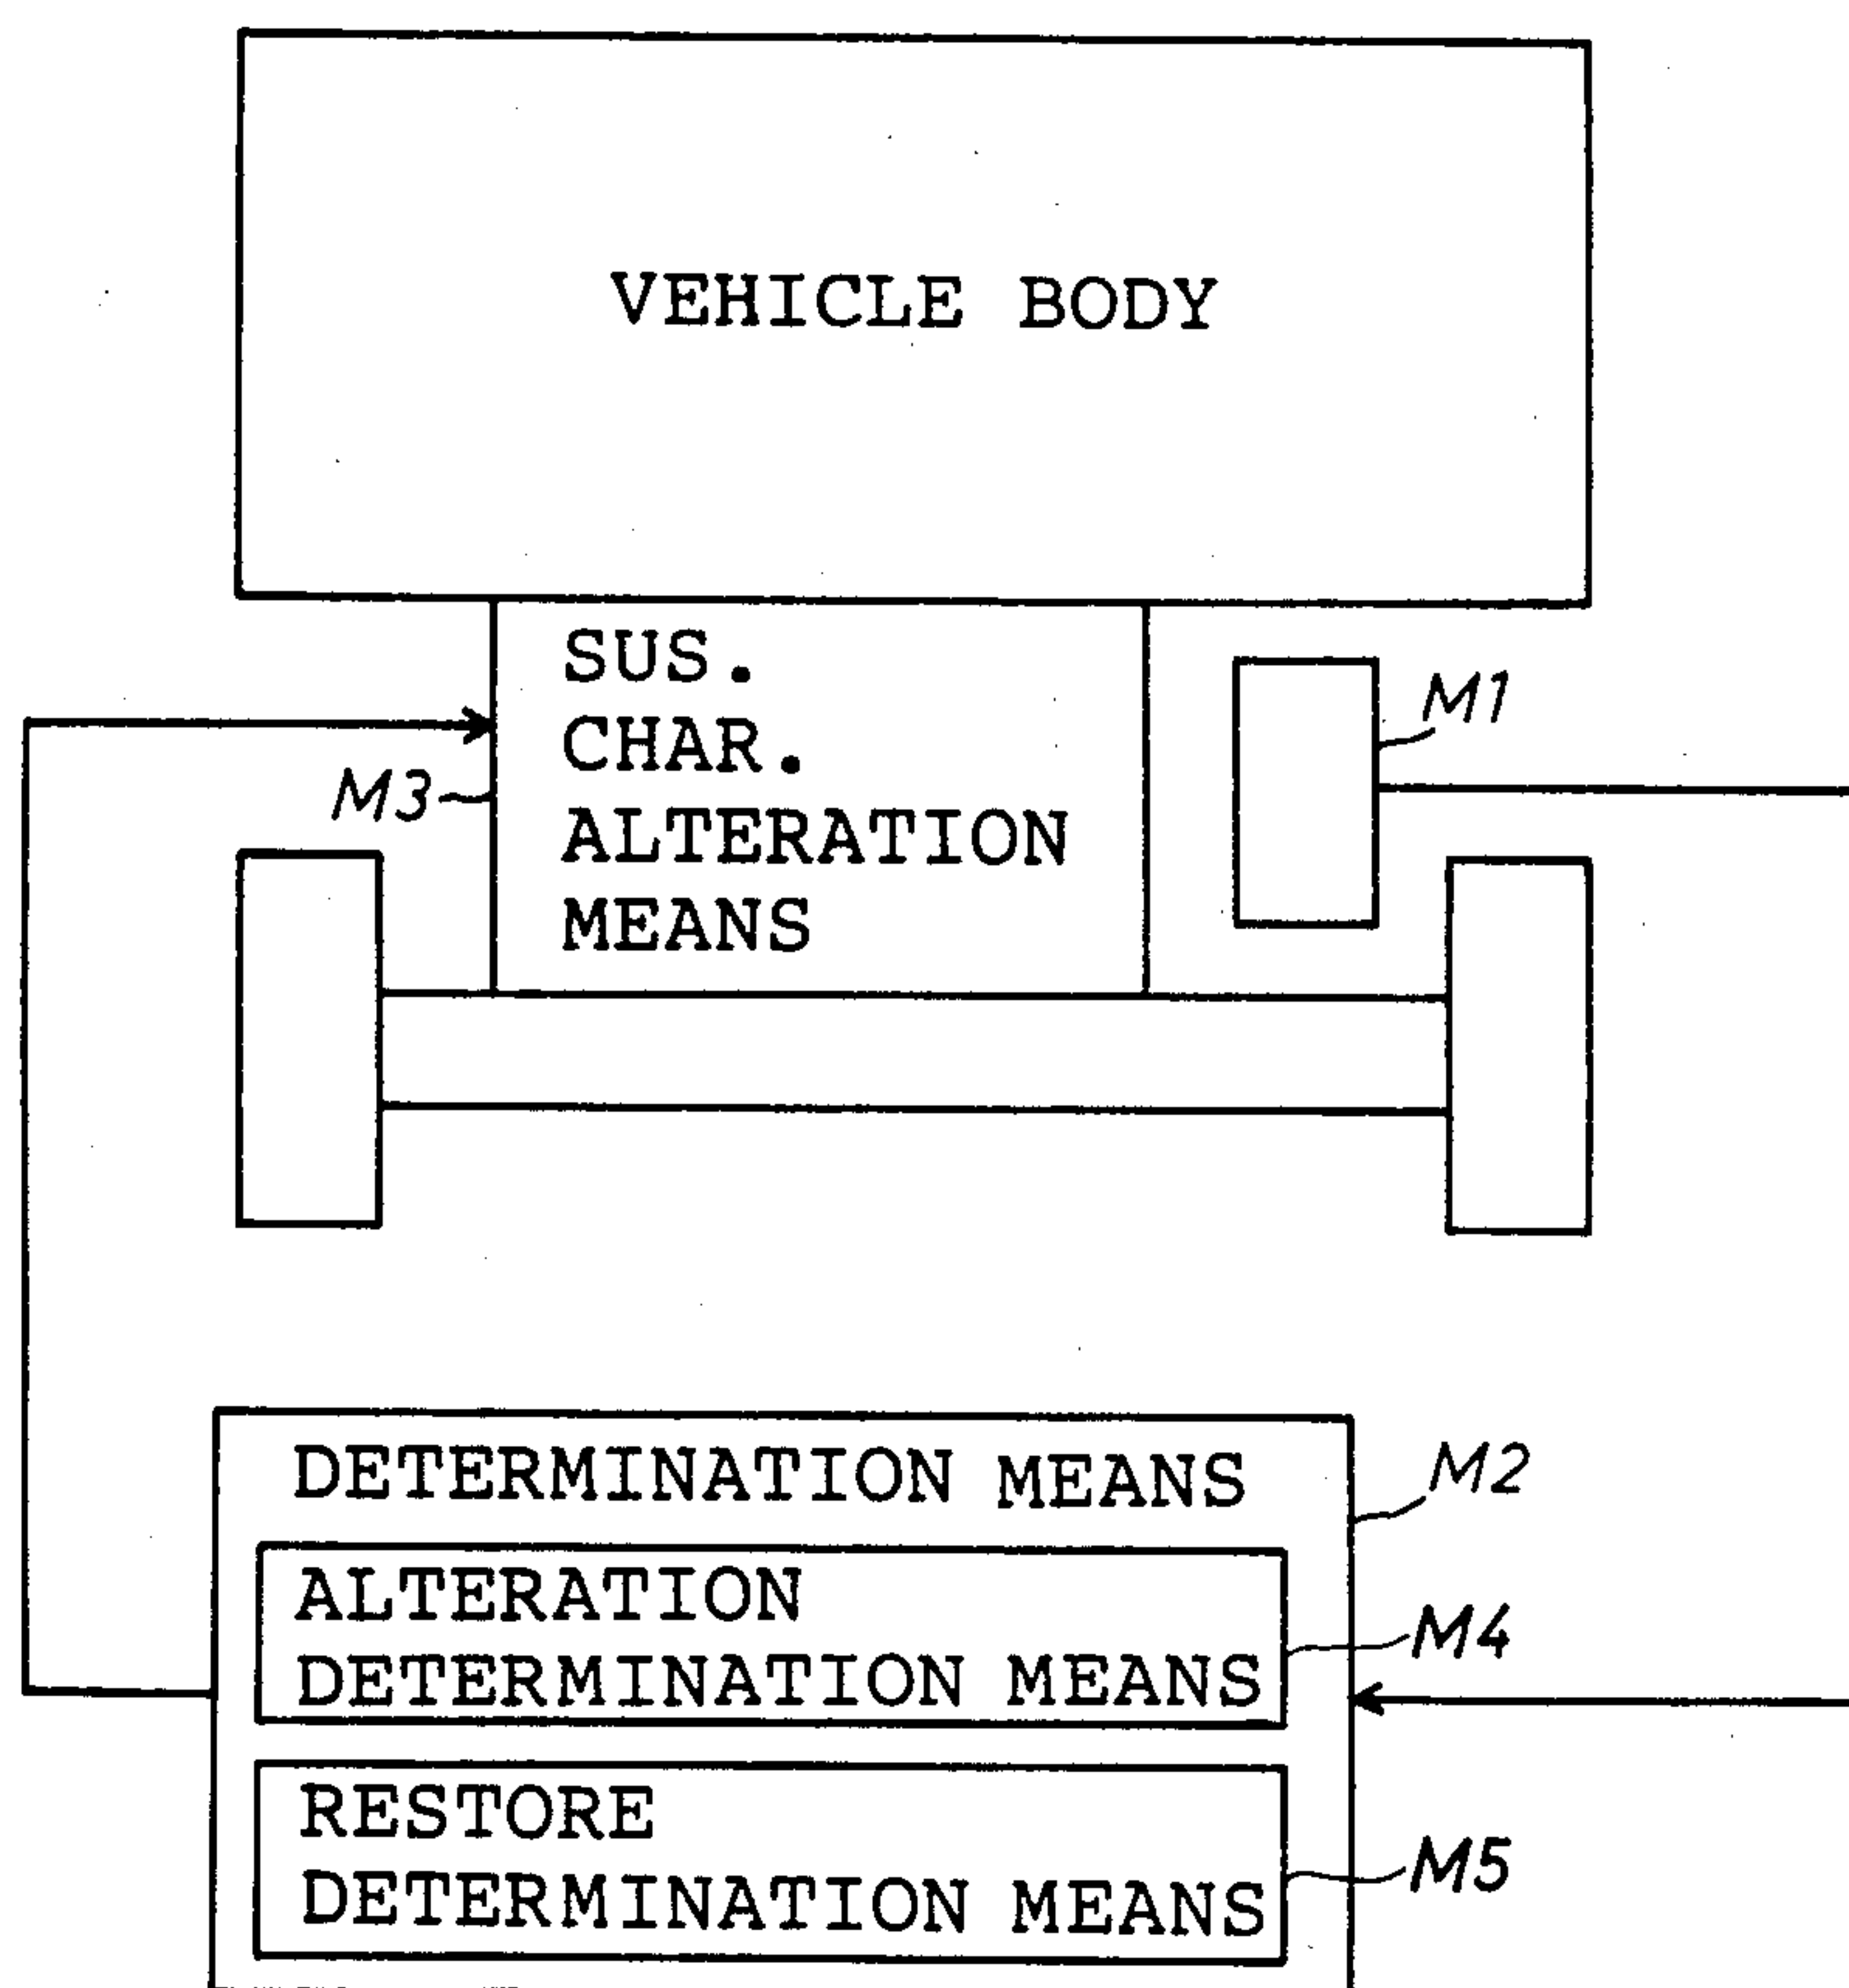 VEHICLE BODY
SUS.
CHAR.
ALTERATION
MEANS
M1
M3
DETERMINATION MEANS
M2
ALTERATION
DETERMINATION MEANS
M4
RESTORE
DETERMINATION MEANS
M5